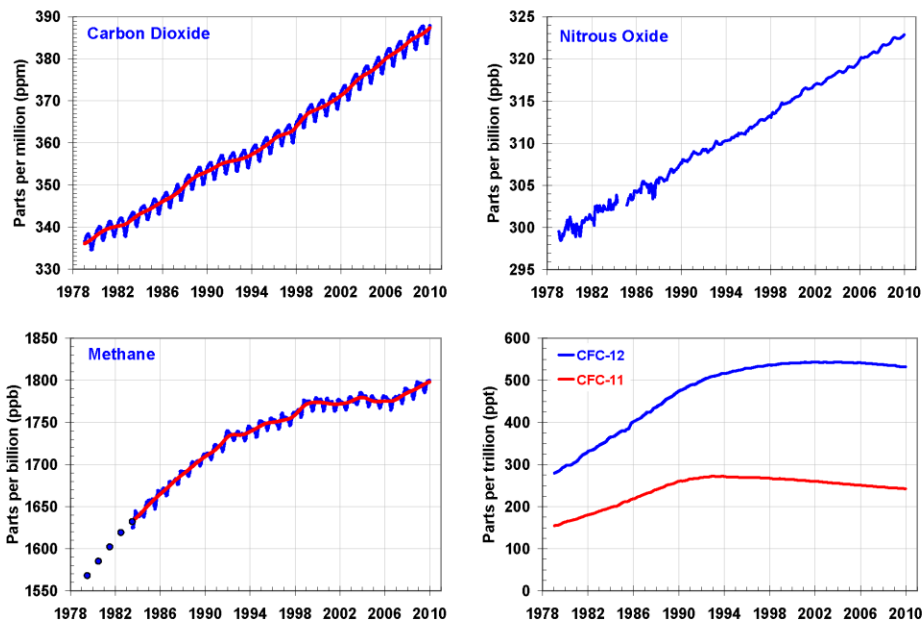 Carbon Dioxide
Parts per million (ppm)
390
380
370
360
350
340
330
1978 1982 1986 1990 1994 1998 2002 2006 2010
Nitrous Oxide
Parts per billion (ppb)
325
320
315
310
305
300
295
1978 1982 1986 1990 1994 1998 2002 2006 2010
Methane
Parts per billion (ppb)
1850
1800
1750
1700
1650
1600
1550
1978 1982 1986 1990 1994 1998 2002 2006 2010
CFC-12
CFC-11
Parts per trillion (ppt)
600
500
400
300
200
100
0
1978 1982 1986 1990 1994 1998 2002 2006 2010